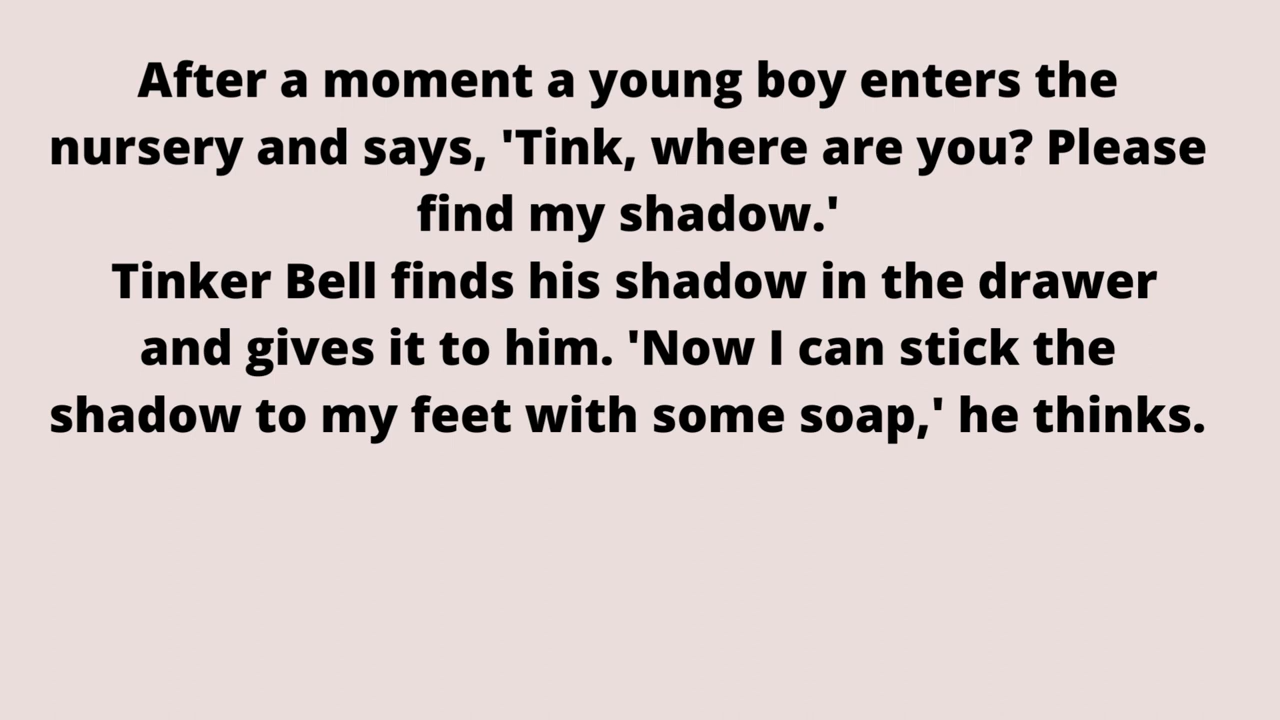 After a moment a young boy enters the
nursery and says, 'Tink, where are you? Please
find my shadow.'
Tinker Bell finds his shadow in the drawer
and gives it to him. 'Now I can stick the
shadow to my feet with some soap,' he thinks.